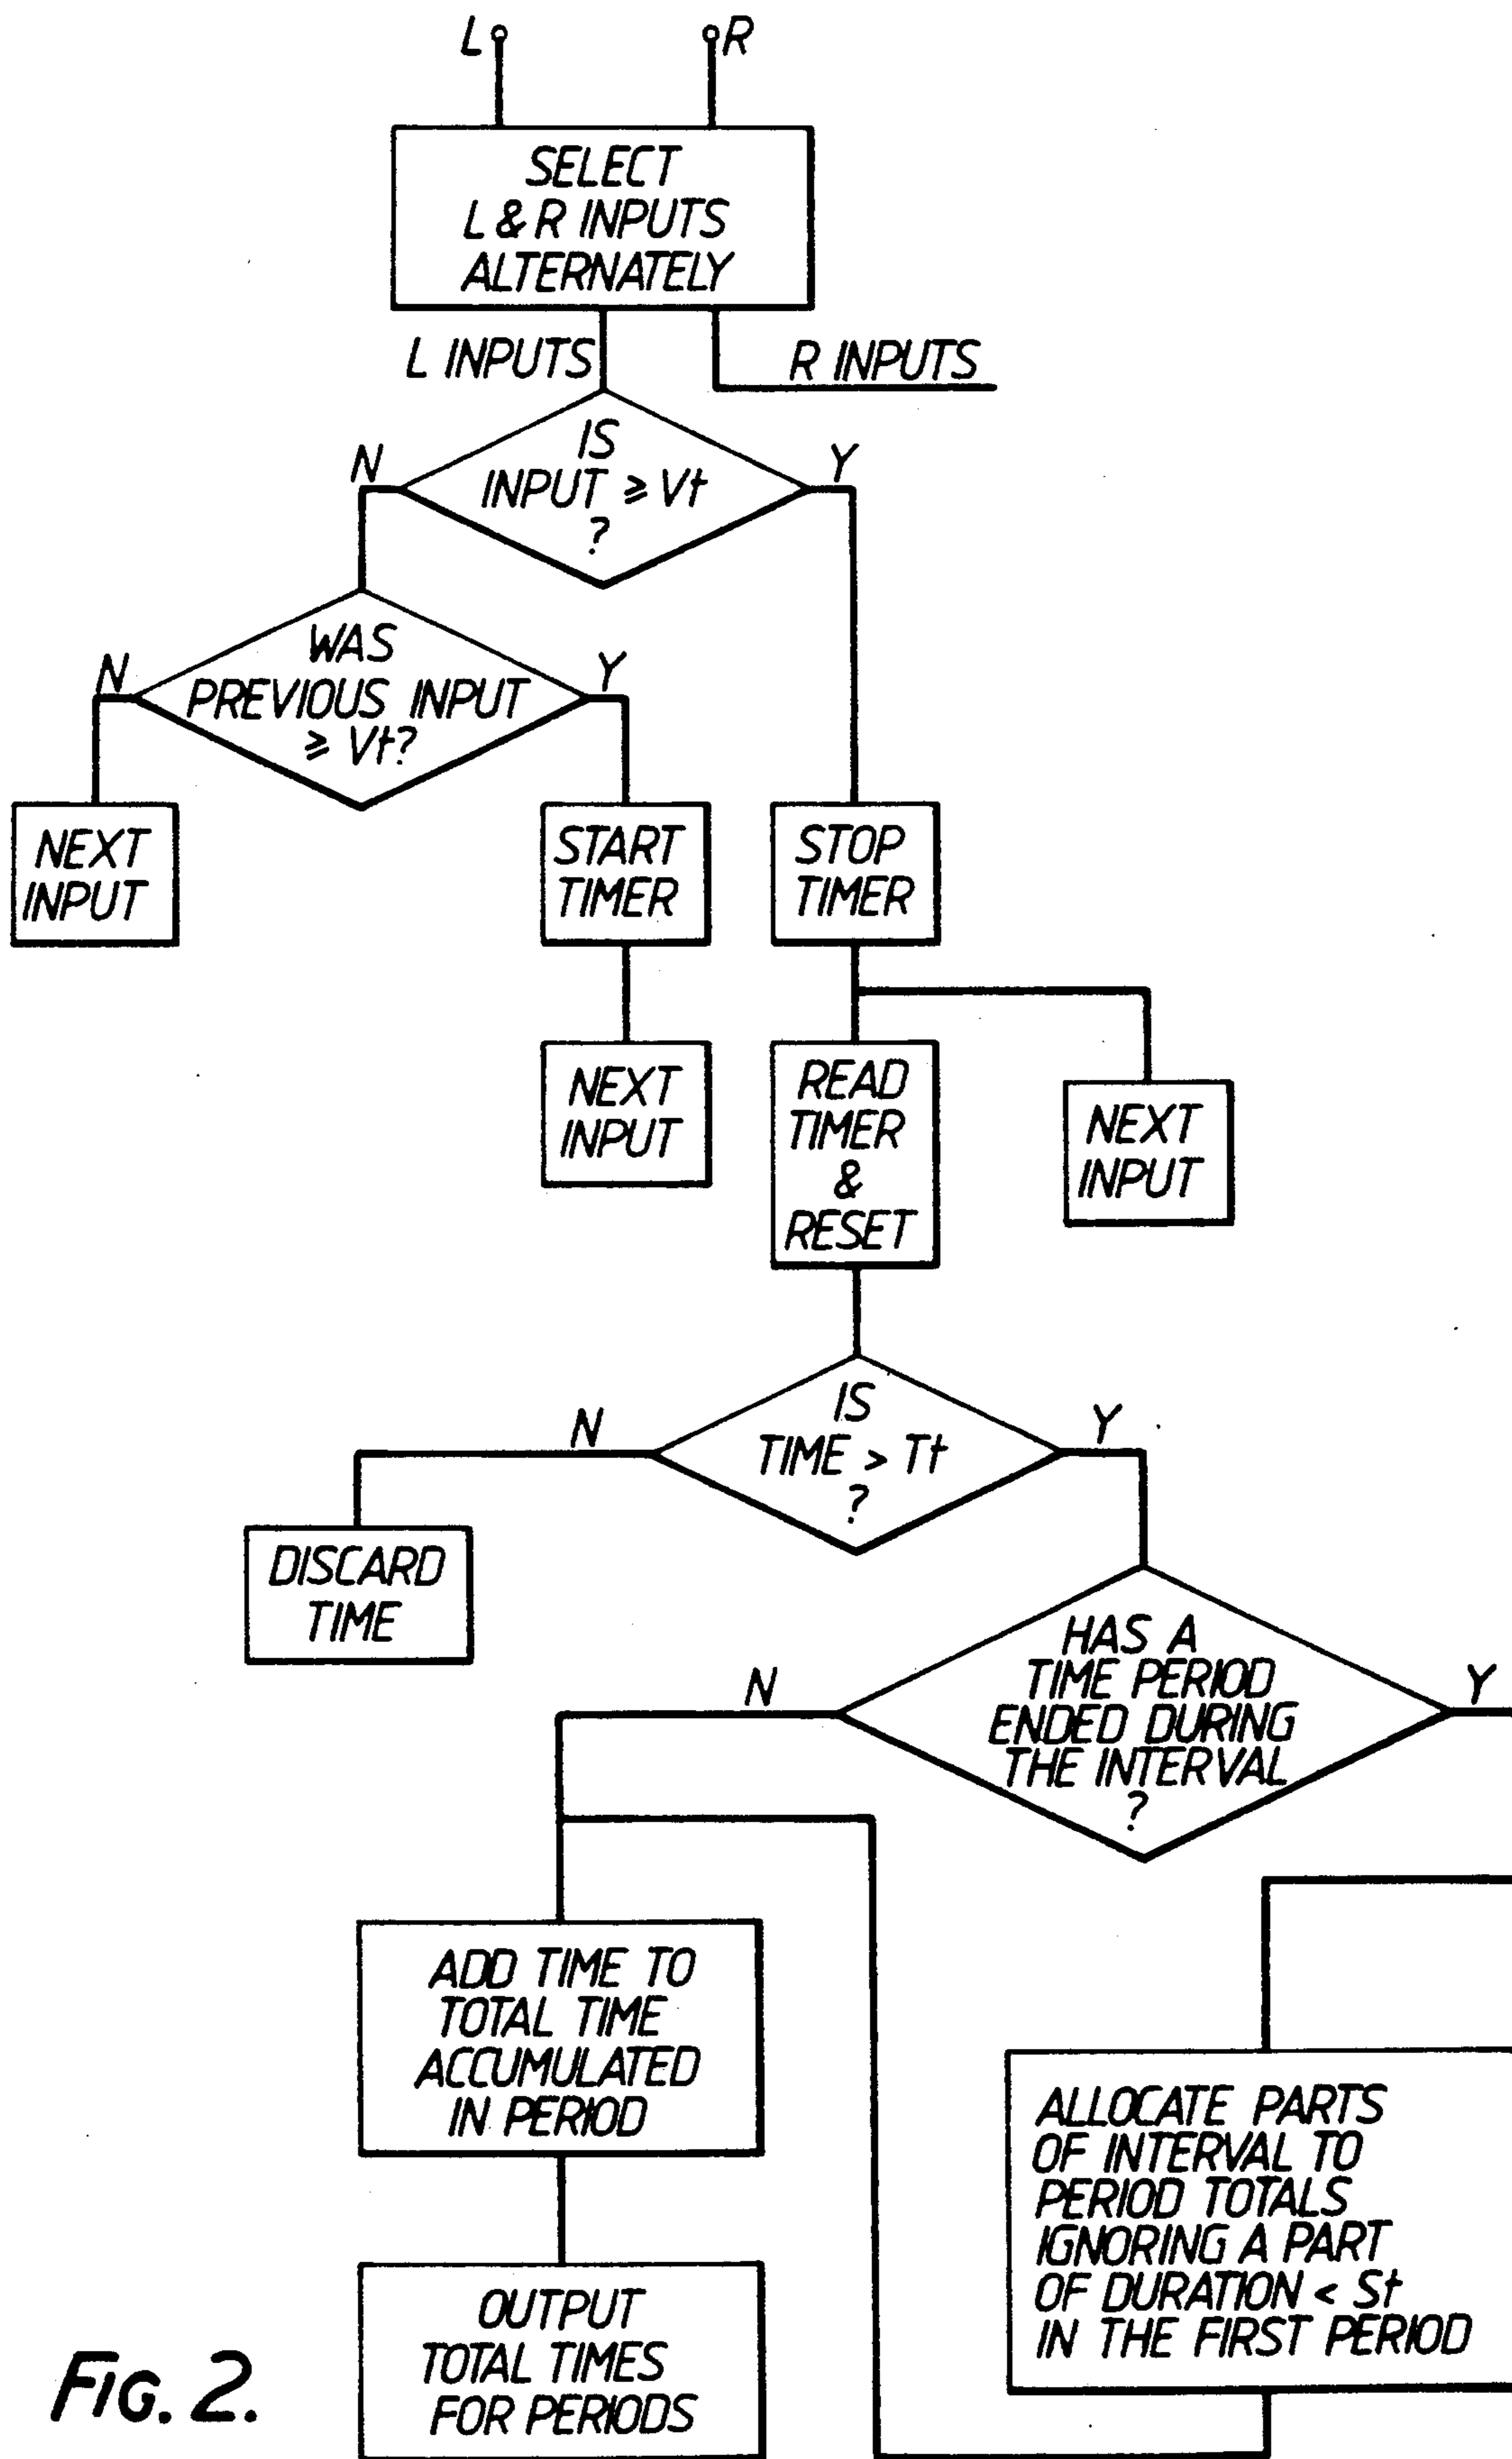 L
R
SELECT
L & R INPUTS
ALTERNATELY
L INPUTS
R INPUTS
IS
INPUT ≥ Vt
?
N
Y
WAS
PREVIOUS INPUT
≥ Vt?
N
Y
NEXT
INPUT
START
TIMER
STOP
TIMER
NEXT
INPUT
READ
TIMER
&
RESET
NEXT
INPUT
IS
TIME > Tt
?
N
Y
DISCARD
TIME
HAS A
TIME PERIOD
ENDED DURING
THE INTERVAL
?
N
Y
ADD TIME TO
TOTAL TIME
ACCUMULATED
IN PERIOD
ALLOCATE PARTS
OF INTERVAL TO
PERIOD TOTALS
IGNORING A PART
OF DURATION < St
IN THE FIRST PERIOD
OUTPUT
TOTAL TIMES
FOR PERIODS
FIG. 2.